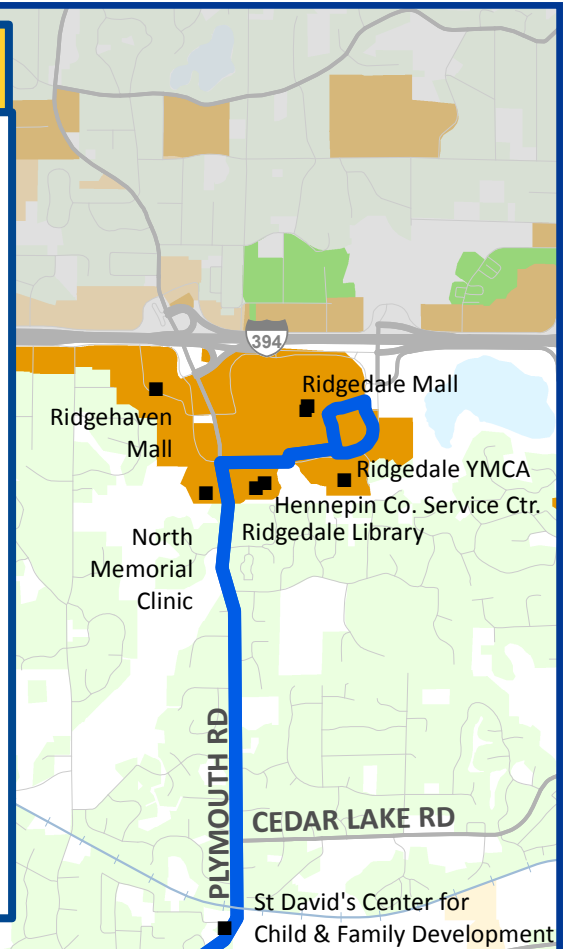 394
Ridgedale Mall
Ridgehaven
Mall
Ridgedale YMCA
Hennepin Co. Service Ctr.
Ridgedale Library
North
Memorial
Clinic
PLYMOUTH RD
CEDAR LAKE RD
St David's Center for
Child & Family Development